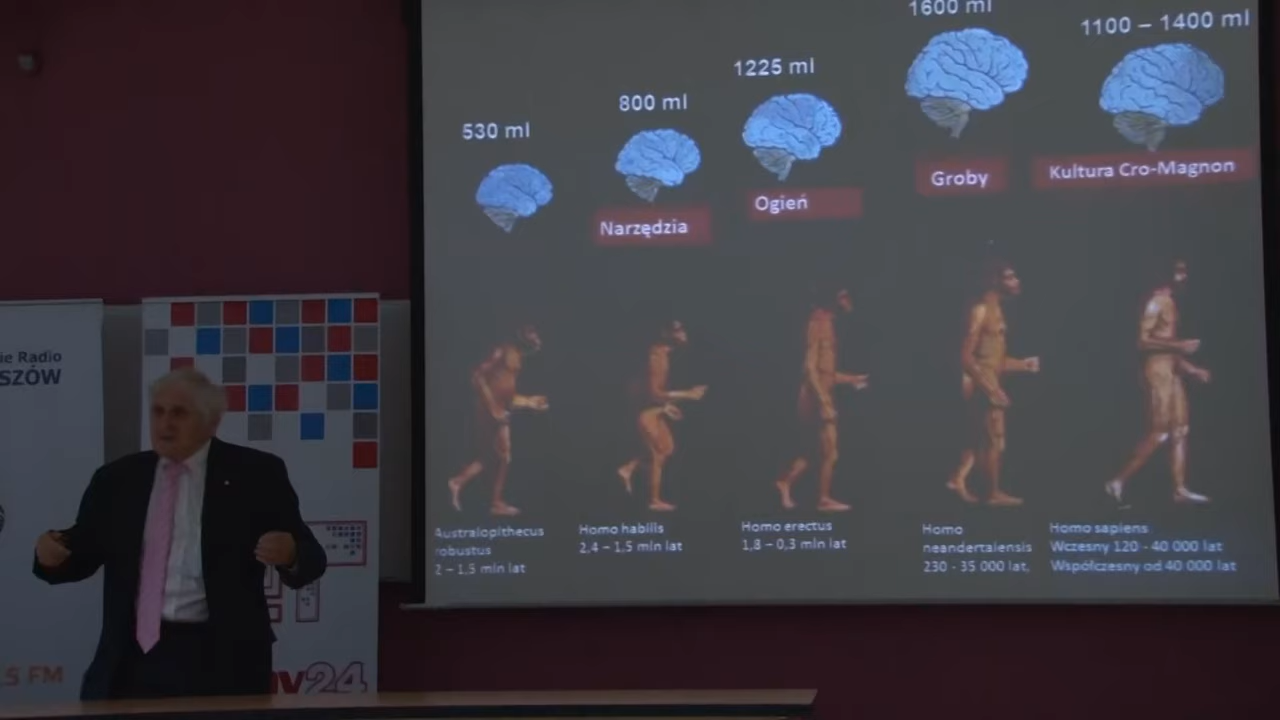 1600 ml
1100 – 1400 ml
1225 ml
800 ml
530 ml
Groby
Kultura Cro-Magnon
Ogień
Narzędzia
Australopithecus
robustus
2 – 1,5 mln lat
Homo habilis
2,4 – 1,5 mln lat
Homo erectus
1,8 – 0,3 mln lat
Homo
neandertalensis
230 - 35 000 lat,
Homo sapiens
Wczesny 120 - 40 000 lat
Współczesny od 40 000 lat
ie Radio
SZÓW
5 FM
24